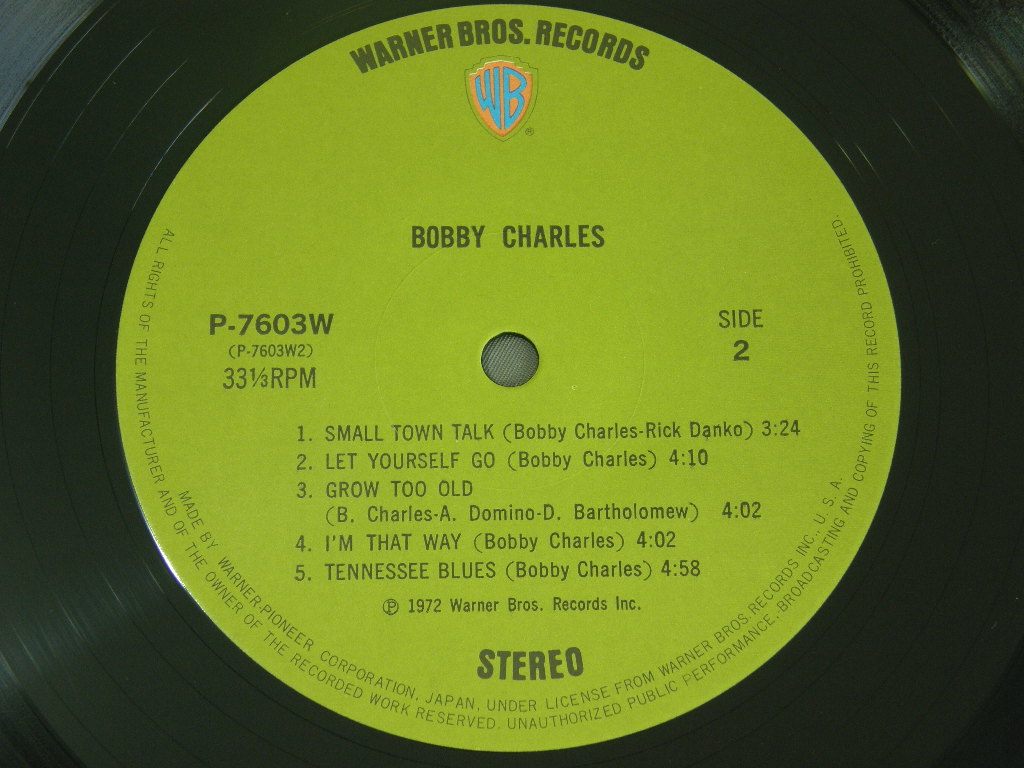 WARNER BROS. RECORDS
WB
®
BOBBY CHARLES
P-7603W
(P-7603W2)
33⅓RPM
SIDE
2
1. SMALL TOWN TALK (Bobby Charles-Rick Danko) 3:24
2. LET YOURSELF GO (Bobby Charles) 4:10
3. GROW TOO OLD
(B. Charles-A. Domino-D. Bartholomew) 4:02
4. I'M THAT WAY (Bobby Charles) 4:02
5. TENNESSEE BLUES (Bobby Charles) 4:58
Ⓟ 1972 Warner Bros. Records Inc.
STEREO
MADE BY WARNER-PIONEER CORPORATION, JAPAN, UNDER LICENSE FROM WARNER BROS. RECORDS INC., U. S. A.
ALL RIGHTS OF THE MANUFACTURER AND OF THE OWNER OF THE RECORDED WORK RESERVED. UNAUTHORIZED PUBLIC PERFORMANCE, BROADCASTING AND COPYING OF THIS RECORD PROHIBITED.